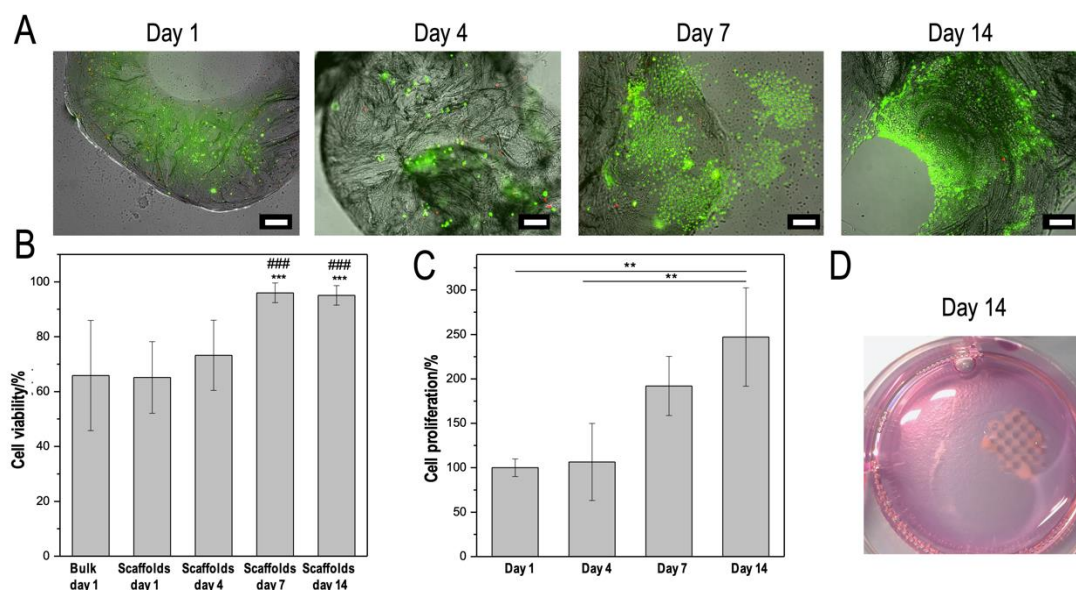 A
Day 1
Day 4
Day 7
Day 14
B
Cell viability/%
100
80
60
40
20
0
###
***
###
***
Bulk
day 1
Scaffolds
day 1
Scaffolds
day 4
Scaffolds
day 7
Scaffolds
day 14
C
Cell proliferation/%
300
250
200
150
100
50
0
**
**
Day 1
Day 4
Day 7
Day 14
D
Day 14